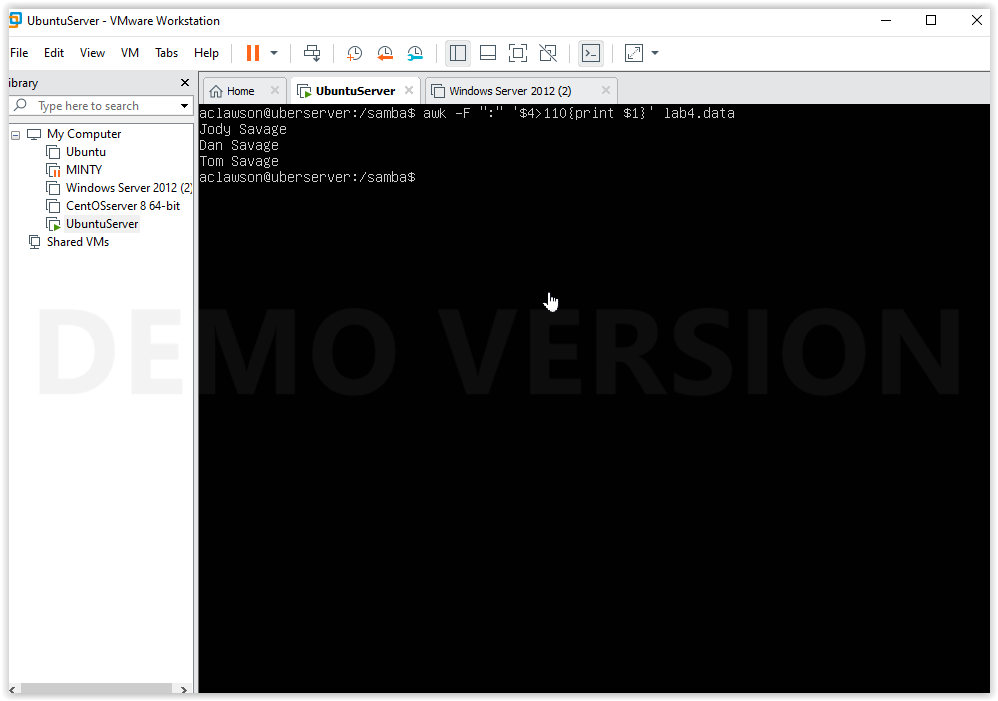 UbuntuServer - VMware Workstation
File Edit View VM Tabs Help
ibrary
Type here to search
My Computer
Ubuntu
MINTY
Windows Server 2012 (2)
CentOSserver 8 64-bit
UbuntuServer
Shared VMs
Home UbuntuServer Windows Server 2012 (2)
aclawson@uberserver:/samba$ awk -F ":" '$4>110{print $1}' lab4.data
Jody Savage
Dan Savage
Tom Savage
aclawson@uberserver:/samba$
DEMO VERSION